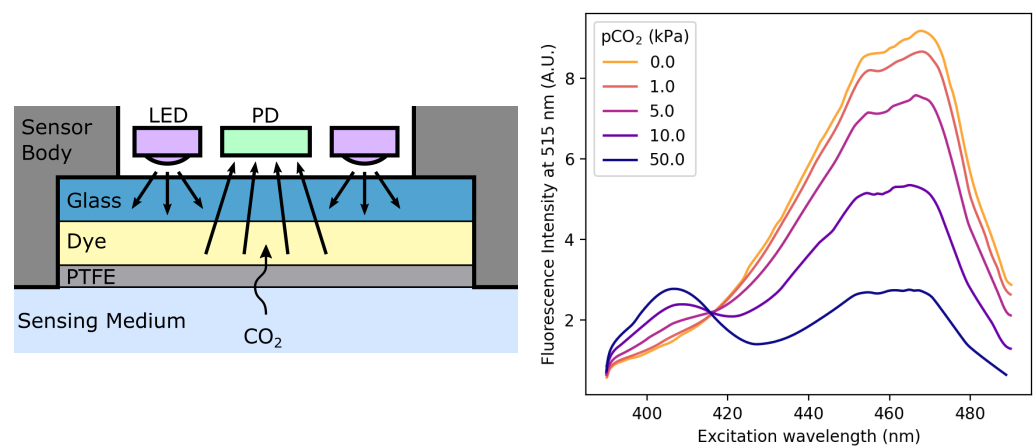 LED
PD
Sensor
Body
Glass
Dye
PTFE
Sensing Medium
CO₂
Fluorescence Intensity at 515 nm (A.U.)
8
6
4
2
pCO₂ (kPa)
0.0
1.0
5.0
10.0
50.0
400
420
440
460
480
Excitation wavelength (nm)